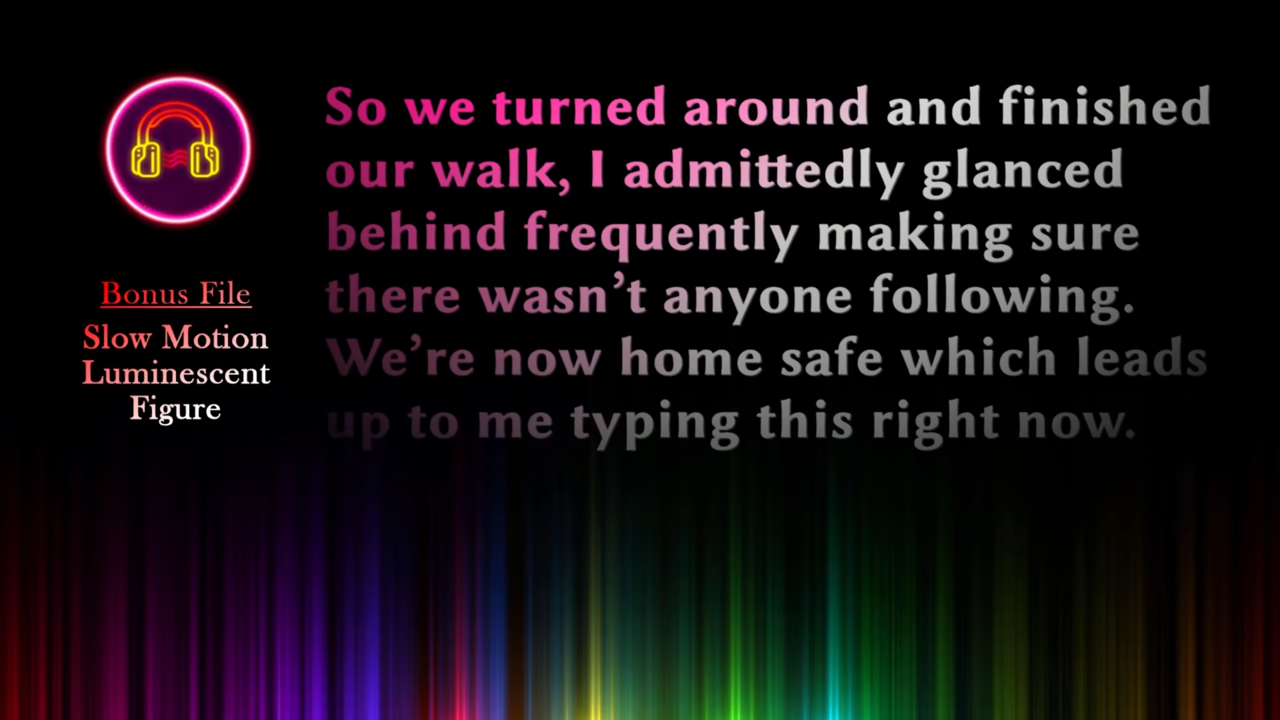 Bonus File
Slow Motion
Luminescent
Figure
So we turned around and finished
our walk, I admittedly glanced
behind frequently making sure
there wasn’t anyone following.
We’re now home safe which leads
up to me typing this right now.